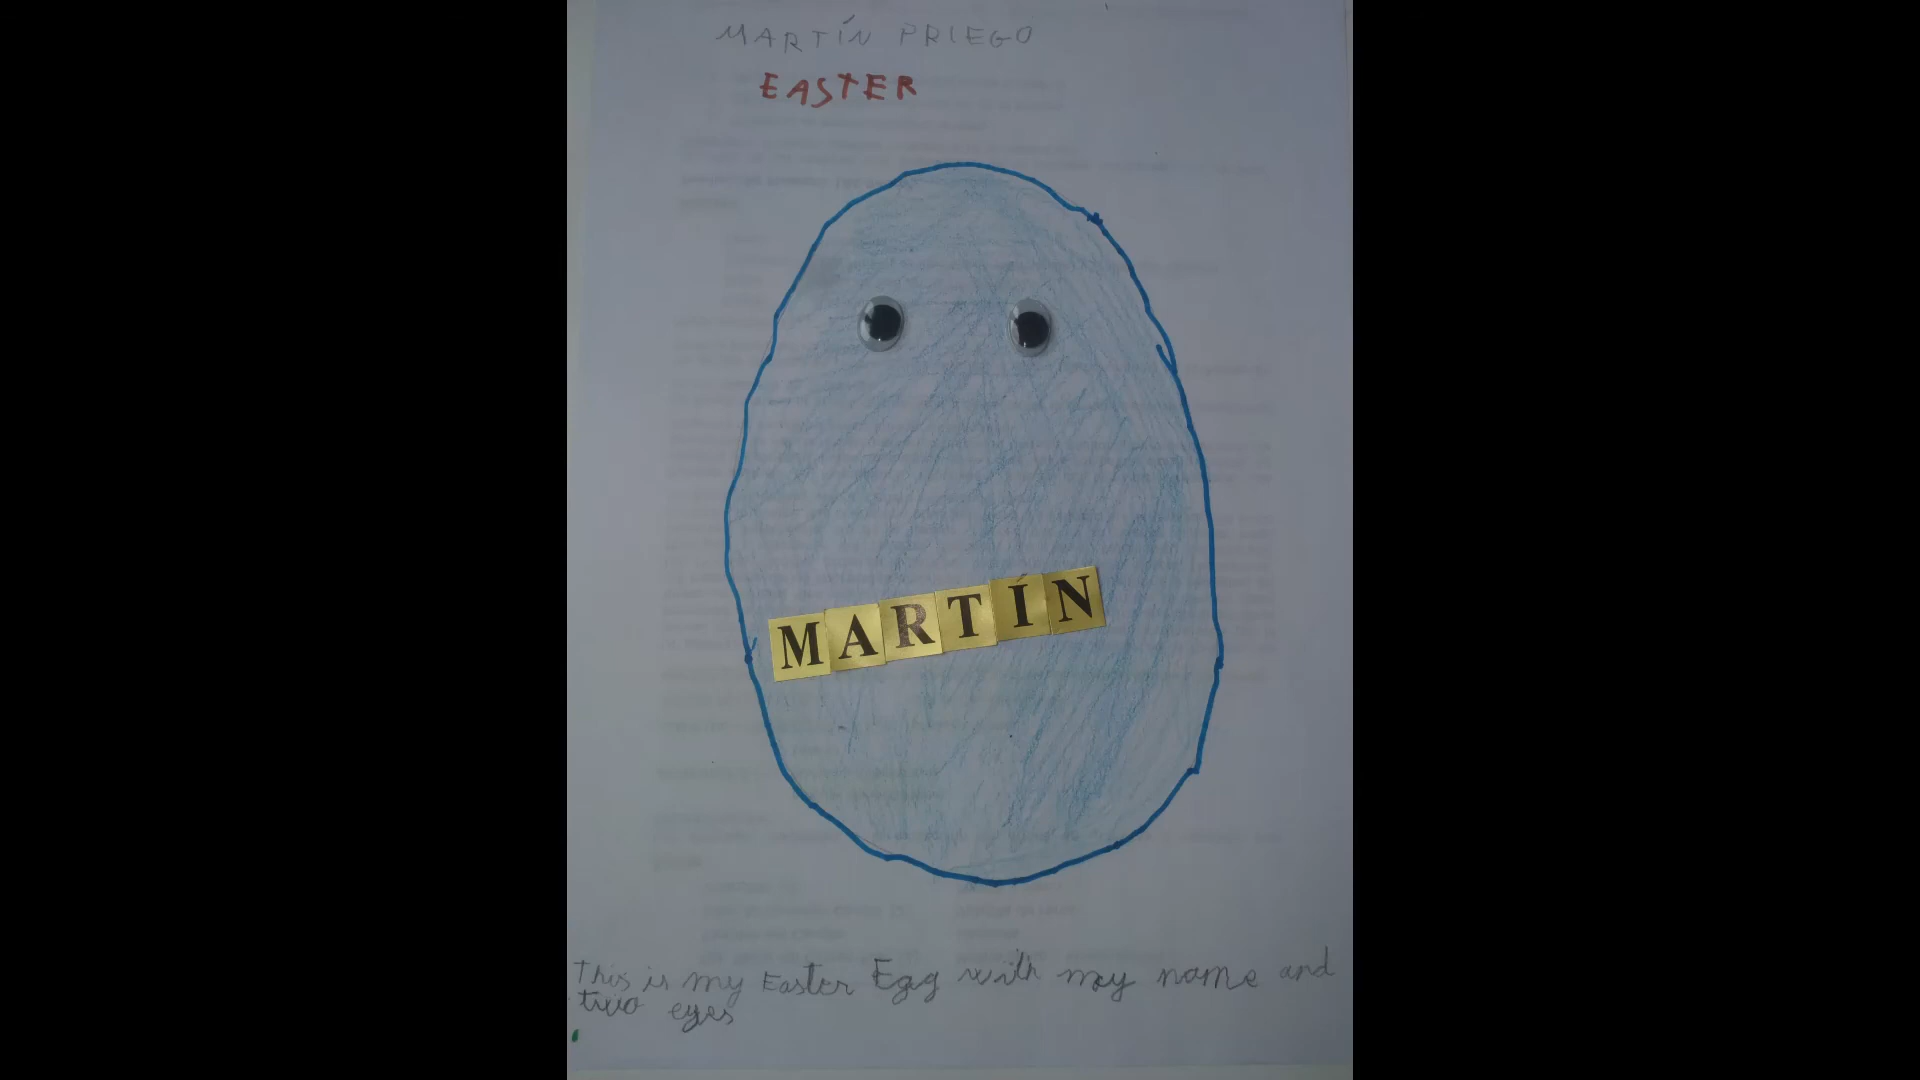 MARTÍN PRIEGO
EASTER
MARTÍN
This is my Easter Egg with my name and
two eyes